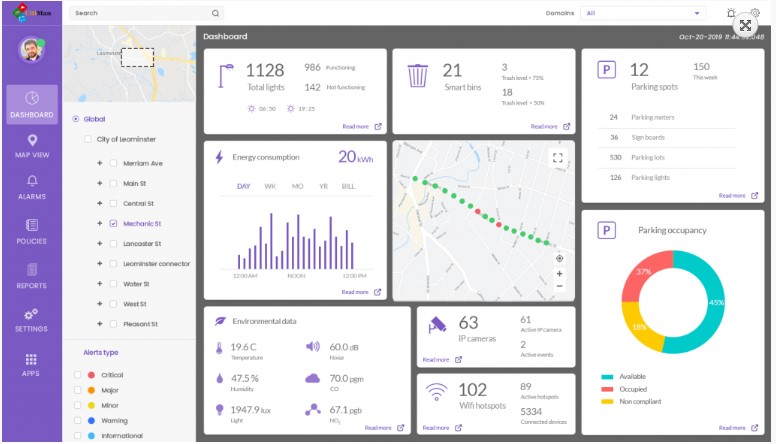 CitiMan
Search
Domains
All
Dashboard
DASHBOARD
MAP VIEW
ALARMS
POLICIES
REPORTS
SETTINGS
APPS
Leominster
Global
City of Leominster
Merriam Ave
Main St
Central St
Mechanic St
Lancaster St
Leominster connector
Water St
West St
Pleasant St
Alerts type
Critical
Major
Minor
Warning
Informational
1128
Total lights
986 Functioning
142 Not functioning
06:50
19:25
Read more
21
Smart bins
3
Trash level > 75%
18
Trash level > 50%
Read more
P
12
Parking spots
150
This week
24 Parking meters
36 Sign boards
530 Parking lots
126 Parking lights
Read more
Energy consumption
20 kWh
DAY WK MO YR BILL
12:00 AM NOON 12:00 PM
Read more
+
−
P
Parking occupancy
37%
45%
18%
Available
Occupied
Non compliant
Read more
Environmental data
19.6 C
Temperature
60.0 dB
Noise
47.5 %
Humidity
70.0 pgm
CO
1947.9 lux
Light
67.1 pgb
NO2
Read more
63
IP cameras
61
Active IP camera
2
Active events
Read more
102
Wifi hotspots
89
Active hotspots
5334
Connected devices
Read more